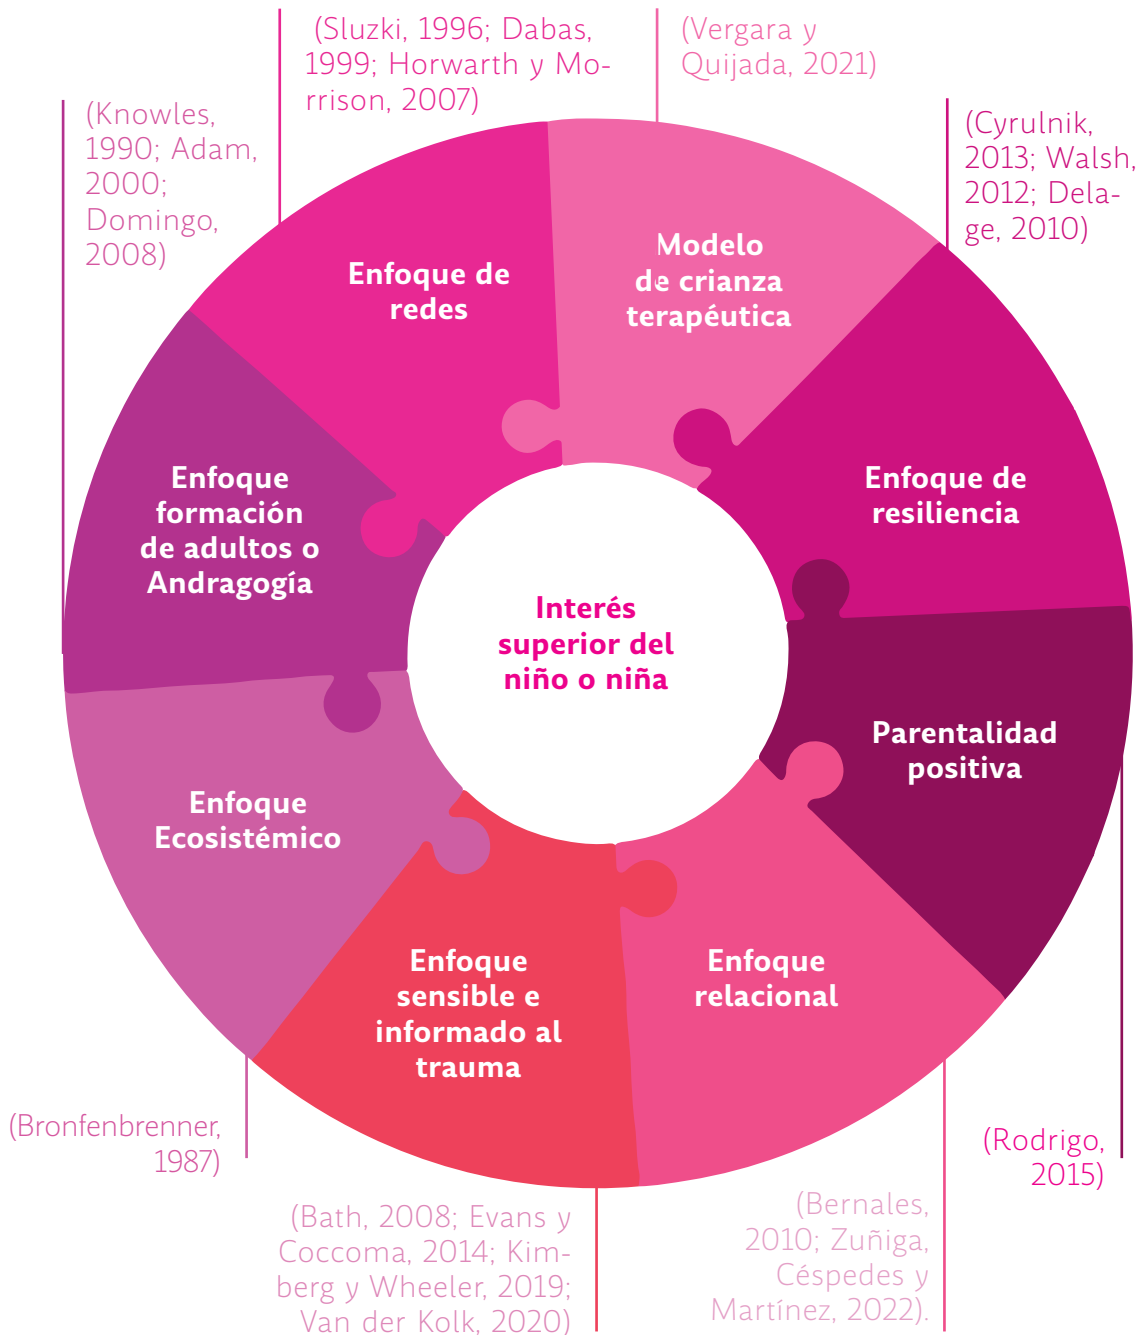 (Sluzki, 1996; Dabas,
1999; Horwarth y Mo-
rrison, 2007)
(Vergara y
Quijada, 2021)
(Knowles,
1990; Adam,
2000;
Domingo,
2008)
(Cyrulnik,
2013; Walsh,
2012; Dela-
ge, 2010)
Enfoque de
redes
Modelo
de crianza
terapéutica
Enfoque
formación
de adultos o
Andragogía
Enfoque de
resiliencia
Interés
superior del
niño o niña
Parentalidad
positiva
Enfoque
Ecosistémico
Enfoque
sensible e
informado al
trauma
Enfoque
relacional
(Bronfenbrenner,
1987)
(Rodrigo,
2015)
(Bath, 2008; Evans y
Coccoma, 2014; Kim-
berg y Wheeler, 2019;
Van der Kolk, 2020)
(Bernales,
2010; Zuñiga,
Céspedes y
Martínez, 2022).